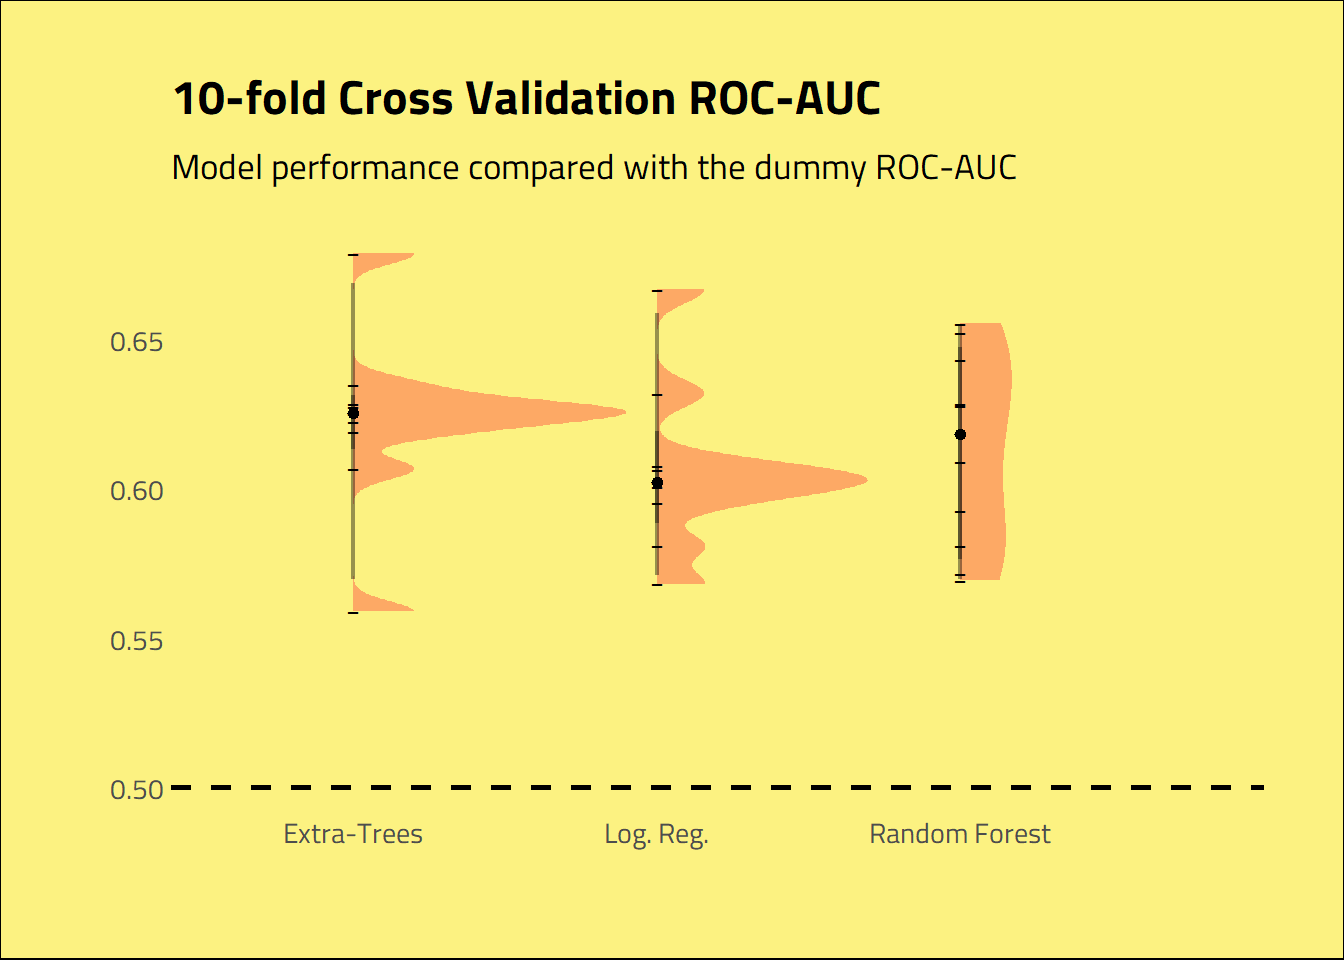 10-fold Cross Validation ROC-AUC
Model performance compared with the dummy ROC-AUC
0.65
0.60
0.55
0.50
Extra-Trees Log. Reg. Random Forest